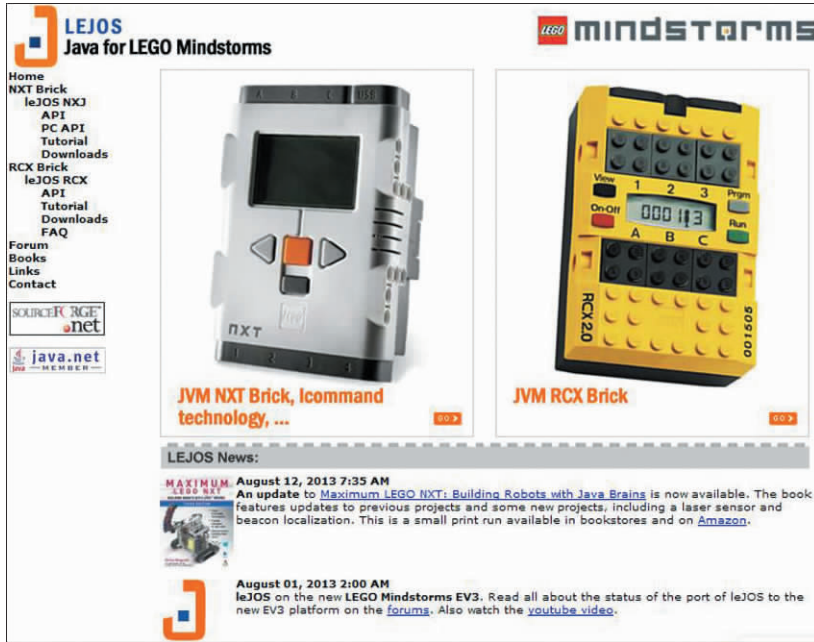 LEJOS
Java for LEGO Mindstorms
LEGO mindstorms
Home
NXT Brick
leJOS NXJ
API
PC API
Tutorial
Downloads
RCX Brick
leJOS RCX
API
Tutorial
Downloads
FAQ
Forum
Books
Links
Contact
SOURCEFORGE
.net
Java
java.net
MEMBER
A B C USB
NXT
1 2 3 4
JVM NXT Brick, Icommand
technology, ...
GO
View 1 2 3 Prgm
On-Off Run
A B C
RCX 2.0
001505
JVM RCX Brick
GO
LEJOS News:
MAXIMUM
LEGO NXT
August 12, 2013 7:35 AM
An update to Maximum LEGO NXT: Building Robots with Java Brains is now available. The book
features updates to previous projects and some new projects, including a laser sensor and
beacon localization. This is a small print run available in bookstores and on Amazon.
August 01, 2013 2:00 AM
leJOS on the new LEGO Mindstorms EV3. Read all about the status of the port of leJOS to the
new EV3 platform on the forums. Also watch the youtube video.